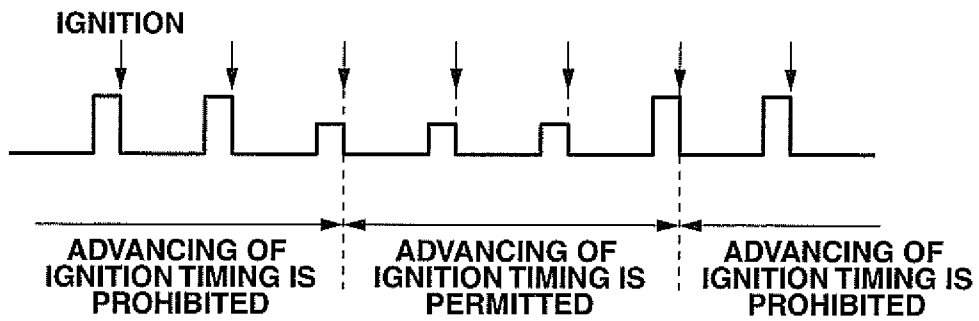 IGNITION
ADVANCING OF
IGNITION TIMING IS
PROHIBITED
ADVANCING OF
IGNITION TIMING IS
PERMITTED
ADVANCING OF
IGNITION TIMING IS
PROHIBITED